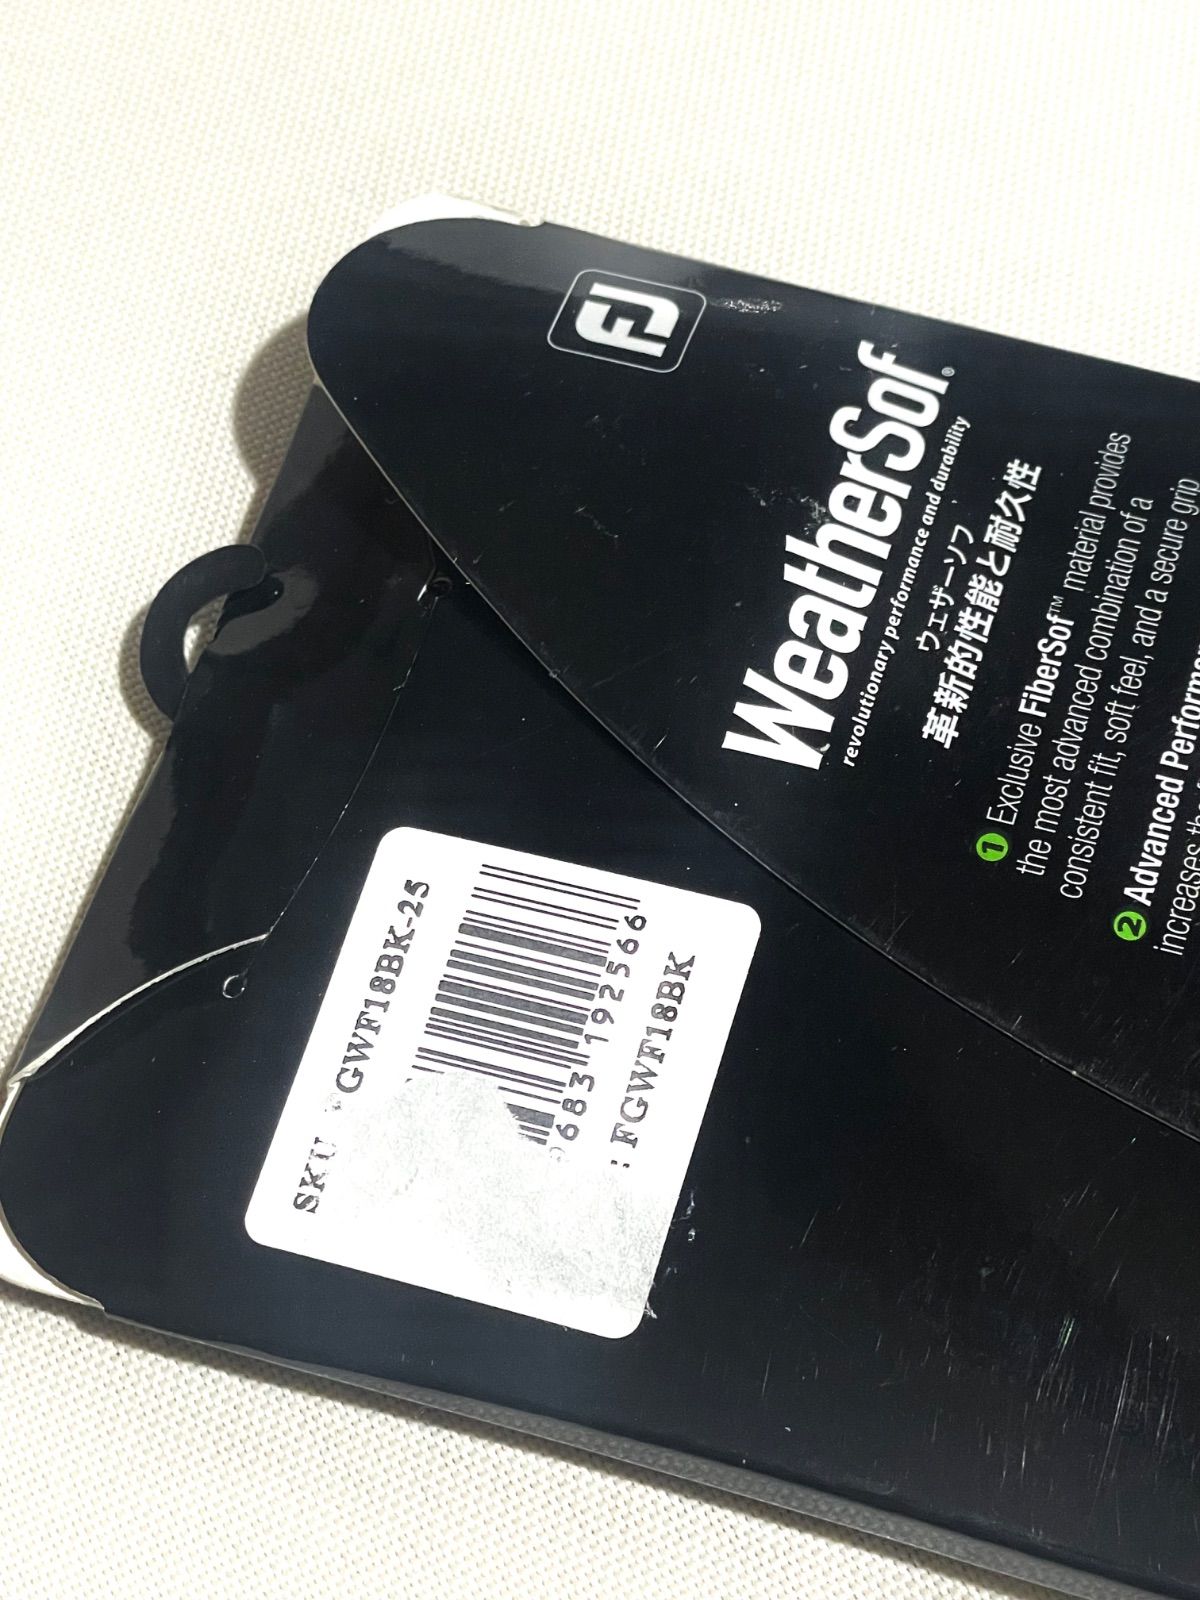 FJ
WeatherSof®
revolutionary performance and durability
ウェザーソフ
革新的性能と耐久性
1 Exclusive FiberSof™ material provides
the most advanced combination of a
consistent fit, soft feel, and a secure grip
2 Advanced
increases
SKU GWF18BK-25
683 192566
: FGWF18BK